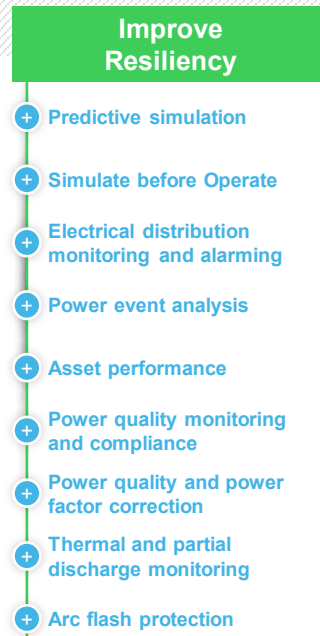 Improve
Resiliency
Predictive simulation
Simulate before Operate
Electrical distribution
monitoring and alarming
Power event analysis
Asset performance
Power quality monitoring
and compliance
Power quality and power
factor correction
Thermal and partial
discharge monitoring
Arc flash protection